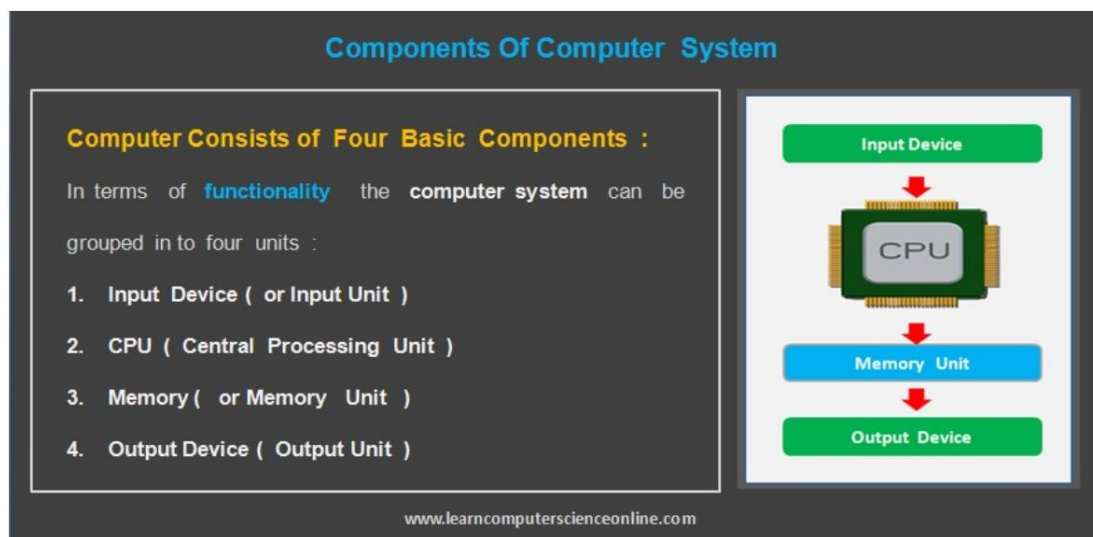 Components Of Computer System
Computer Consists of Four Basic Components :
In terms of functionality the computer system can be
grouped in to four units :
1. Input Device ( or Input Unit )
2. CPU ( Central Processing Unit )
3. Memory ( or Memory Unit )
4. Output Device ( Output Unit )
Input Device
CPU
Memory Unit
Output Device
www.learncomputerscienceonline.com